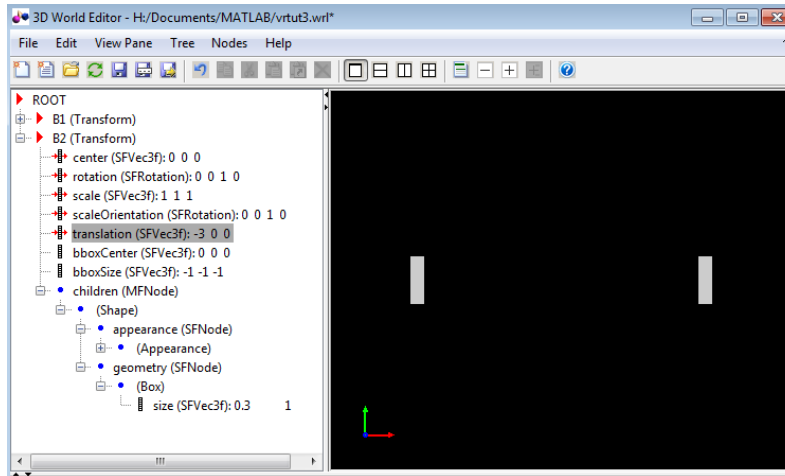 3D World Editor - H:/Documents/MATLAB/vrtut3.wrl*
File Edit View Pane Tree Nodes Help
ROOT
B1 (Transform)
B2 (Transform)
center (SFVec3f): 0 0 0
rotation (SFRotation): 0 0 1 0
scale (SFVec3f): 1 1 1
scaleOrientation (SFRotation): 0 0 1 0
translation (SFVec3f): -3 0 0
bboxCenter (SFVec3f): 0 0 0
bboxSize (SFVec3f): -1 -1 -1
children (MFNode)
(Shape)
appearance (SFNode)
(Appearance)
geometry (SFNode)
(Box)
size (SFVec3f): 0.3 1